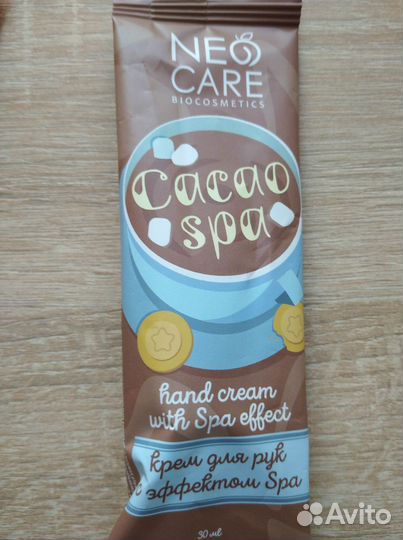 NEO
CARE
BIOCOSMETICS
Cacao
spa
hand cream
with Spa effect
крем для рук
с эффектом Spa
30 мл
Avito